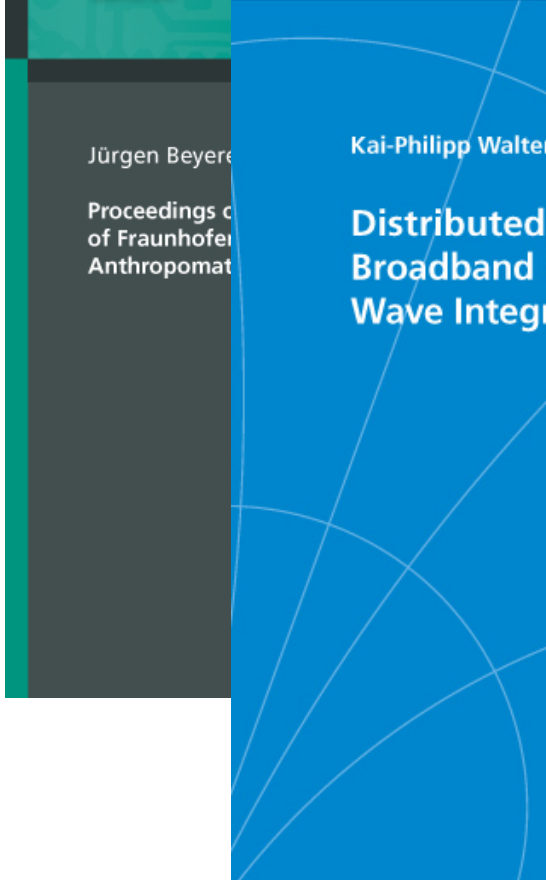 Jürgen Beyere
Proceedings
of Fraunhofer
Anthropomat
Kai-Philipp Walter
Distributed
Broadband
Wave Integr